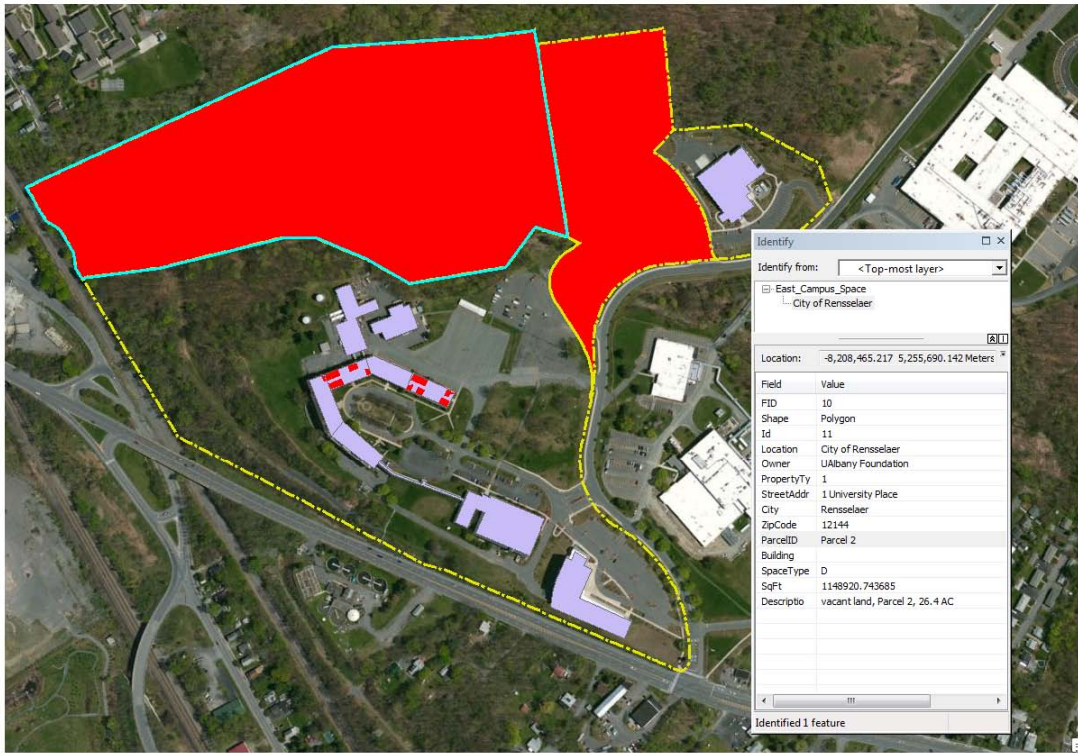 Identify
Identify from: <Top-most layer>
East_Campus_Space
City of Rensselaer
Location: -8,208,465.217 5,255,690.142 Meters
Field Value
FID 10
Shape Polygon
Id 11
Location City of Rensselaer
Owner UAlbany Foundation
PropertyTy 1
StreetAddr 1 University Place
City Rensselaer
ZipCode 12144
ParcelID Parcel 2
Building
SpaceType D
SqFt 1148920.743685
Descriptio vacant land, Parcel 2, 26.4 AC
Identified 1 feature